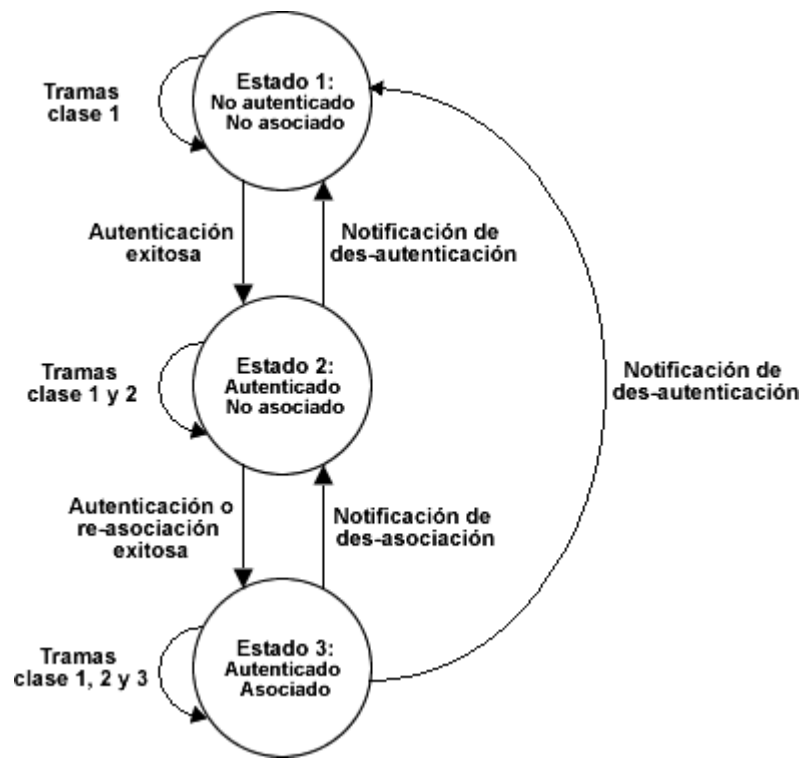 Estado 1:
No autenticado
No asociado
Tramas
clase 1
Autenticación
exitosa
Notificación de
des-autenticación
Estado 2:
Autenticado
No asociado
Tramas
clase 1 y 2
Notificación de
des-autenticación
Autenticación o
re-asociación
exitosa
Notificación de
des-asociación
Estado 3:
Autenticado
Asociado
Tramas
clase 1, 2 y 3